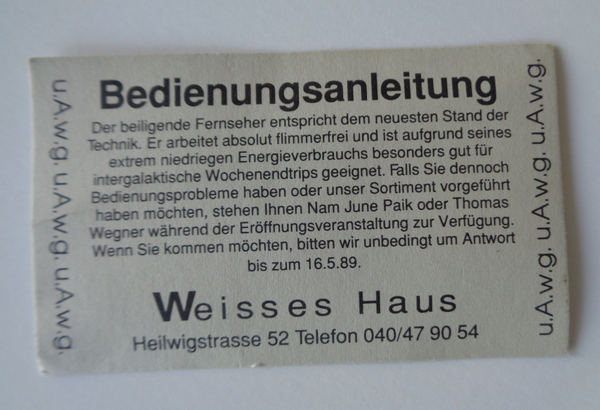 Bedienungsanleitung
Der beiligende Fernseher entspricht dem neuesten Stand der
Technik. Er arbeitet absolut flimmerfrei und ist aufgrund seines
extrem niedriegen Energieverbrauchs besonders gut für
intergalaktische Wochenendtrips geeignet. Falls Sie dennoch
Bedienungsprobleme haben oder unser Sortiment vorgeführt
haben möchten, stehen Ihnen Nam June Paik oder Thomas
Wegner während der Eröffnungsveranstaltung zur Verfügung.
Wenn Sie kommen möchten, bitten wir unbedingt um Antwort
bis zum 16.5.89.
Weisses Haus
Heilwigstrasse 52 Telefon 040/47 90 54
u.A.w.g. u.A.w.g. u.A.w.g.
u.A.w.g. u.A.w.g. u.A.w.g.